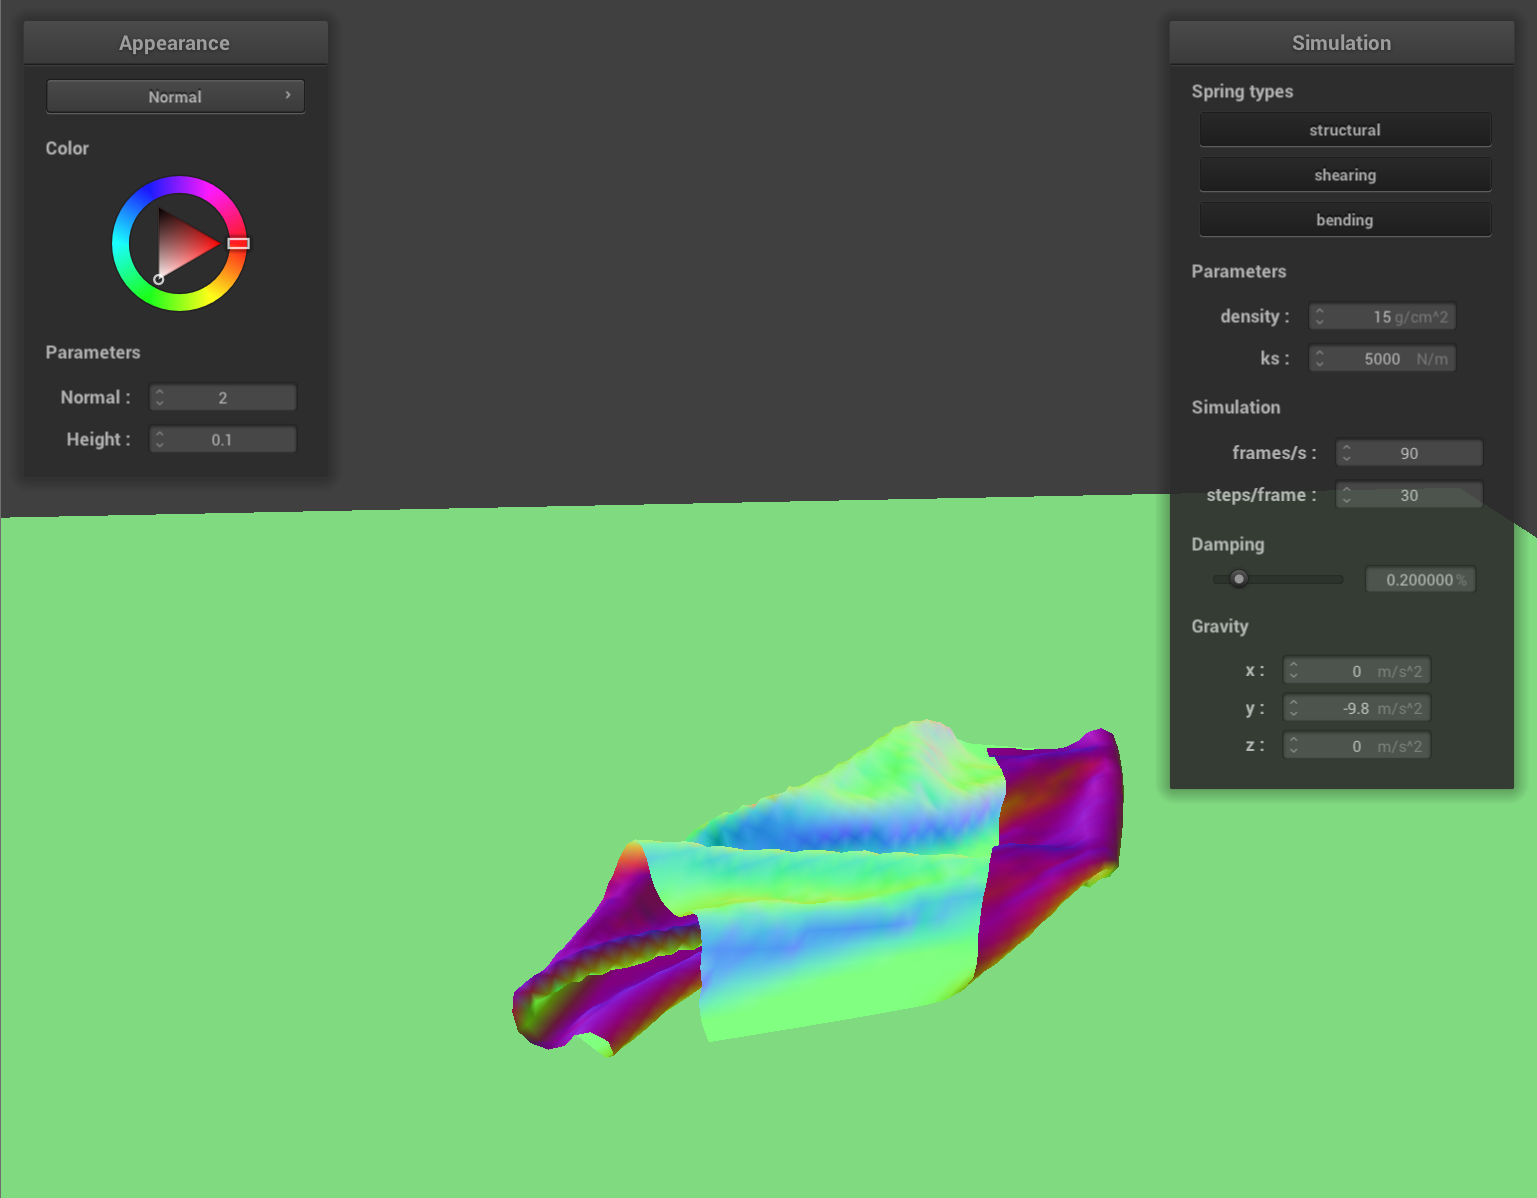 Appearance
Normal
Color
Parameters
Normal : 2
Height : 0.1
Simulation
Spring types
structural
shearing
bending
Parameters
density : 15 g/cm^2
ks : 5000 N/m
Simulation
frames/s : 90
steps/frame : 30
Damping
0.200000 %
Gravity
x : 0 m/s^2
y : -9.8 m/s^2
z : 0 m/s^2